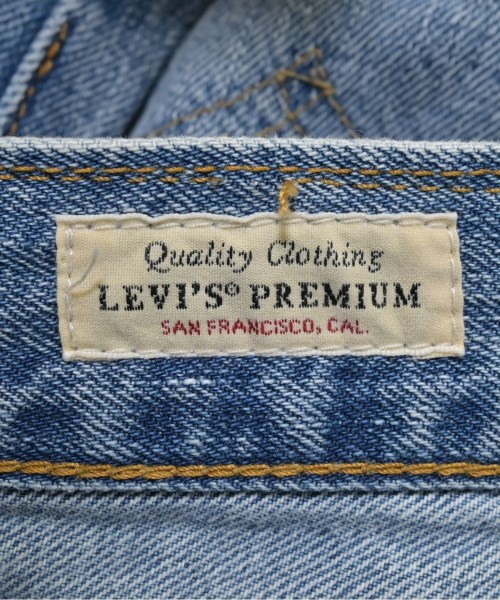 Quality Clothing
LEVI'S® PREMIUM
SAN FRANCISCO, CAL.